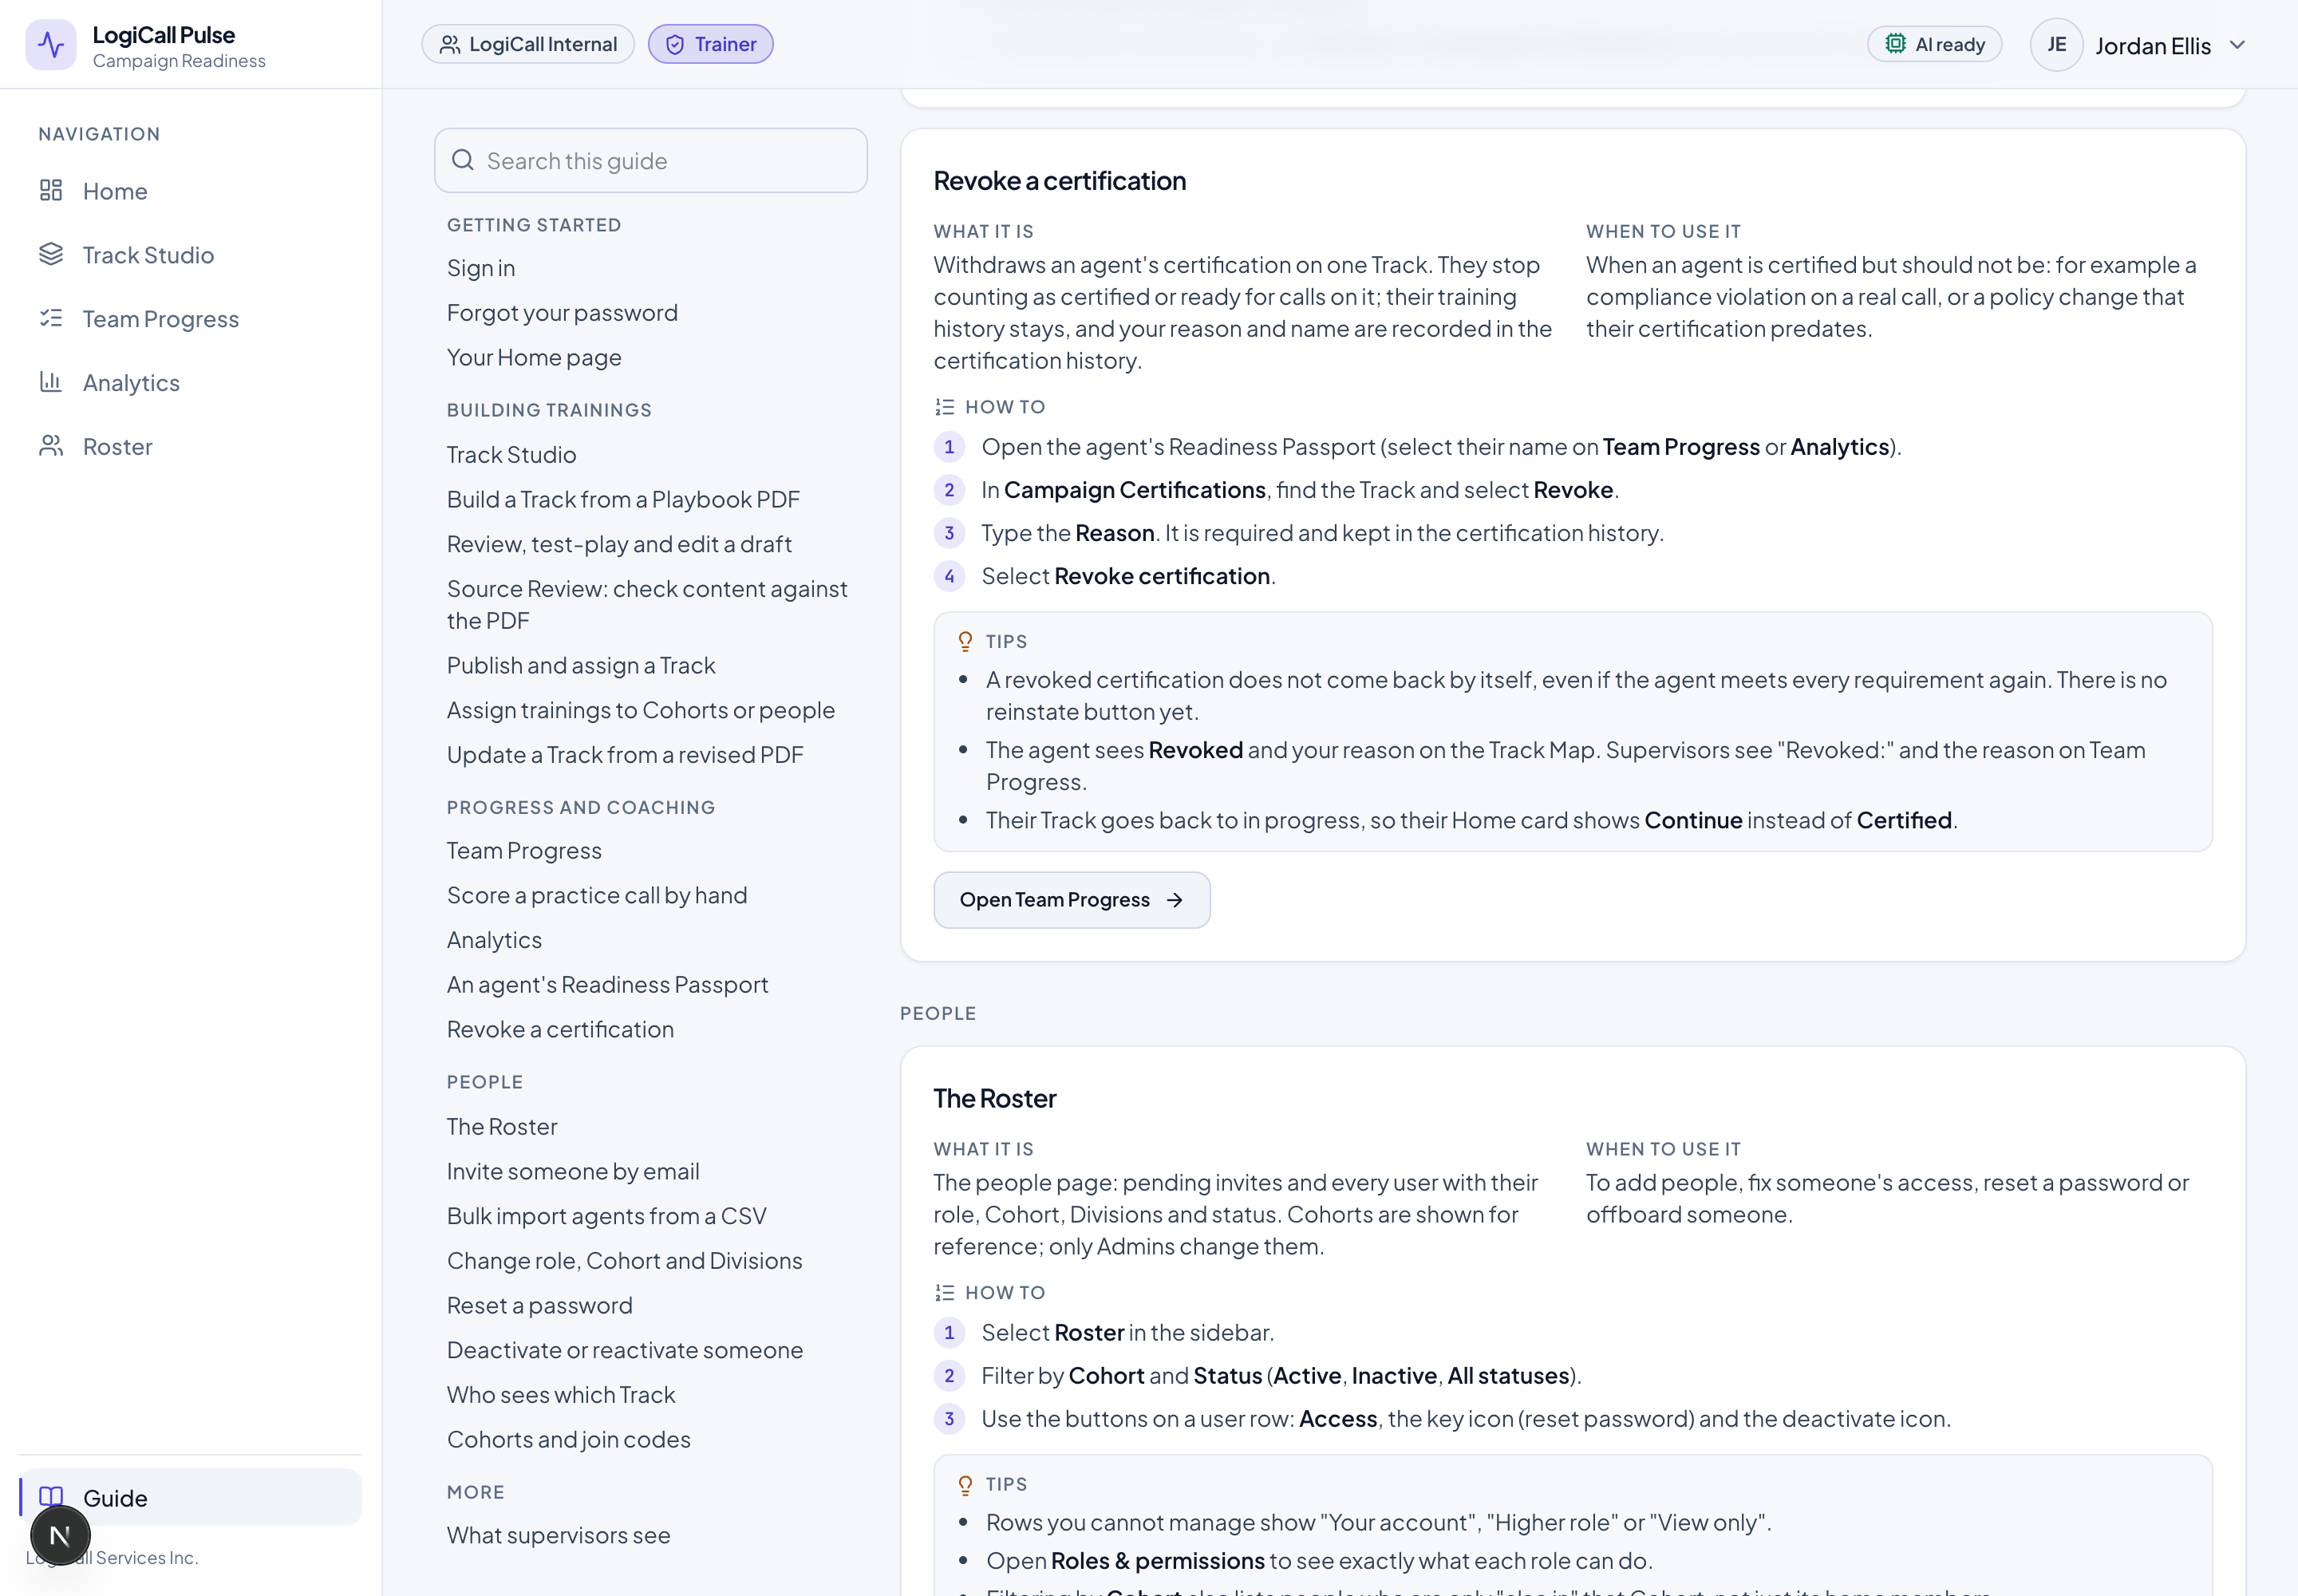 LogiCall Pulse
Campaign Readiness
LogiCall Internal
Trainer
AI ready
JE
Jordan Ellis
NAVIGATION
Home
Track Studio
Team Progress
Analytics
Roster
Guide
N
Services Inc.
Search this guide
GETTING STARTED
Sign in
Forgot your password
Your Home page
BUILDING TRAININGS
Track Studio
Build a Track from a Playbook PDF
Review, test-play and edit a draft
Source Review: check content against
the PDF
Publish and assign a Track
Assign trainings to Cohorts or people
Update a Track from a revised PDF
PROGRESS AND COACHING
Team Progress
Score a practice call by hand
Analytics
An agent's Readiness Passport
Revoke a certification
PEOPLE
The Roster
Invite someone by email
Bulk import agents from a CSV
Change role, Cohort and Divisions
Reset a password
Deactivate or reactivate someone
Who sees which Track
Cohorts and join codes
MORE
What supervisors see
Revoke a certification
WHAT IT IS
Withdraws an agent's certification on one Track. They stop
counting as certified or ready for calls on it; their training
history stays, and your reason and name are recorded in the
certification history.
WHEN TO USE IT
When an agent is certified but should not be: for example a
compliance violation on a real call, or a policy change that
their certification predates.
HOW TO
1 Open the agent's Readiness Passport (select their name on Team Progress or Analytics).
2 In Campaign Certifications, find the Track and select Revoke.
3 Type the Reason. It is required and kept in the certification history.
4 Select Revoke certification.
TIPS
• A revoked certification does not come back by itself, even if the agent meets every requirement again. There is no
reinstate button yet.
• The agent sees Revoked and your reason on the Track Map. Supervisors see "Revoked:" and the reason on Team
Progress.
• Their Track goes back to in progress, so their Home card shows Continue instead of Certified.
Open Team Progress →
PEOPLE
The Roster
WHAT IT IS
The people page: pending invites and every user with their
role, Cohort, Divisions and status. Cohorts are shown for
reference; only Admins change them.
WHEN TO USE IT
To add people, fix someone's access, reset a password or
offboard someone.
HOW TO
1 Select Roster in the sidebar.
2 Filter by Cohort and Status (Active, Inactive, All statuses).
3 Use the buttons on a user row: Access, the key icon (reset password) and the deactivate icon.
TIPS
• Rows you cannot manage show "Your account", "Higher role" or "View only".
• Open Roles & permissions to see exactly what each role can do.